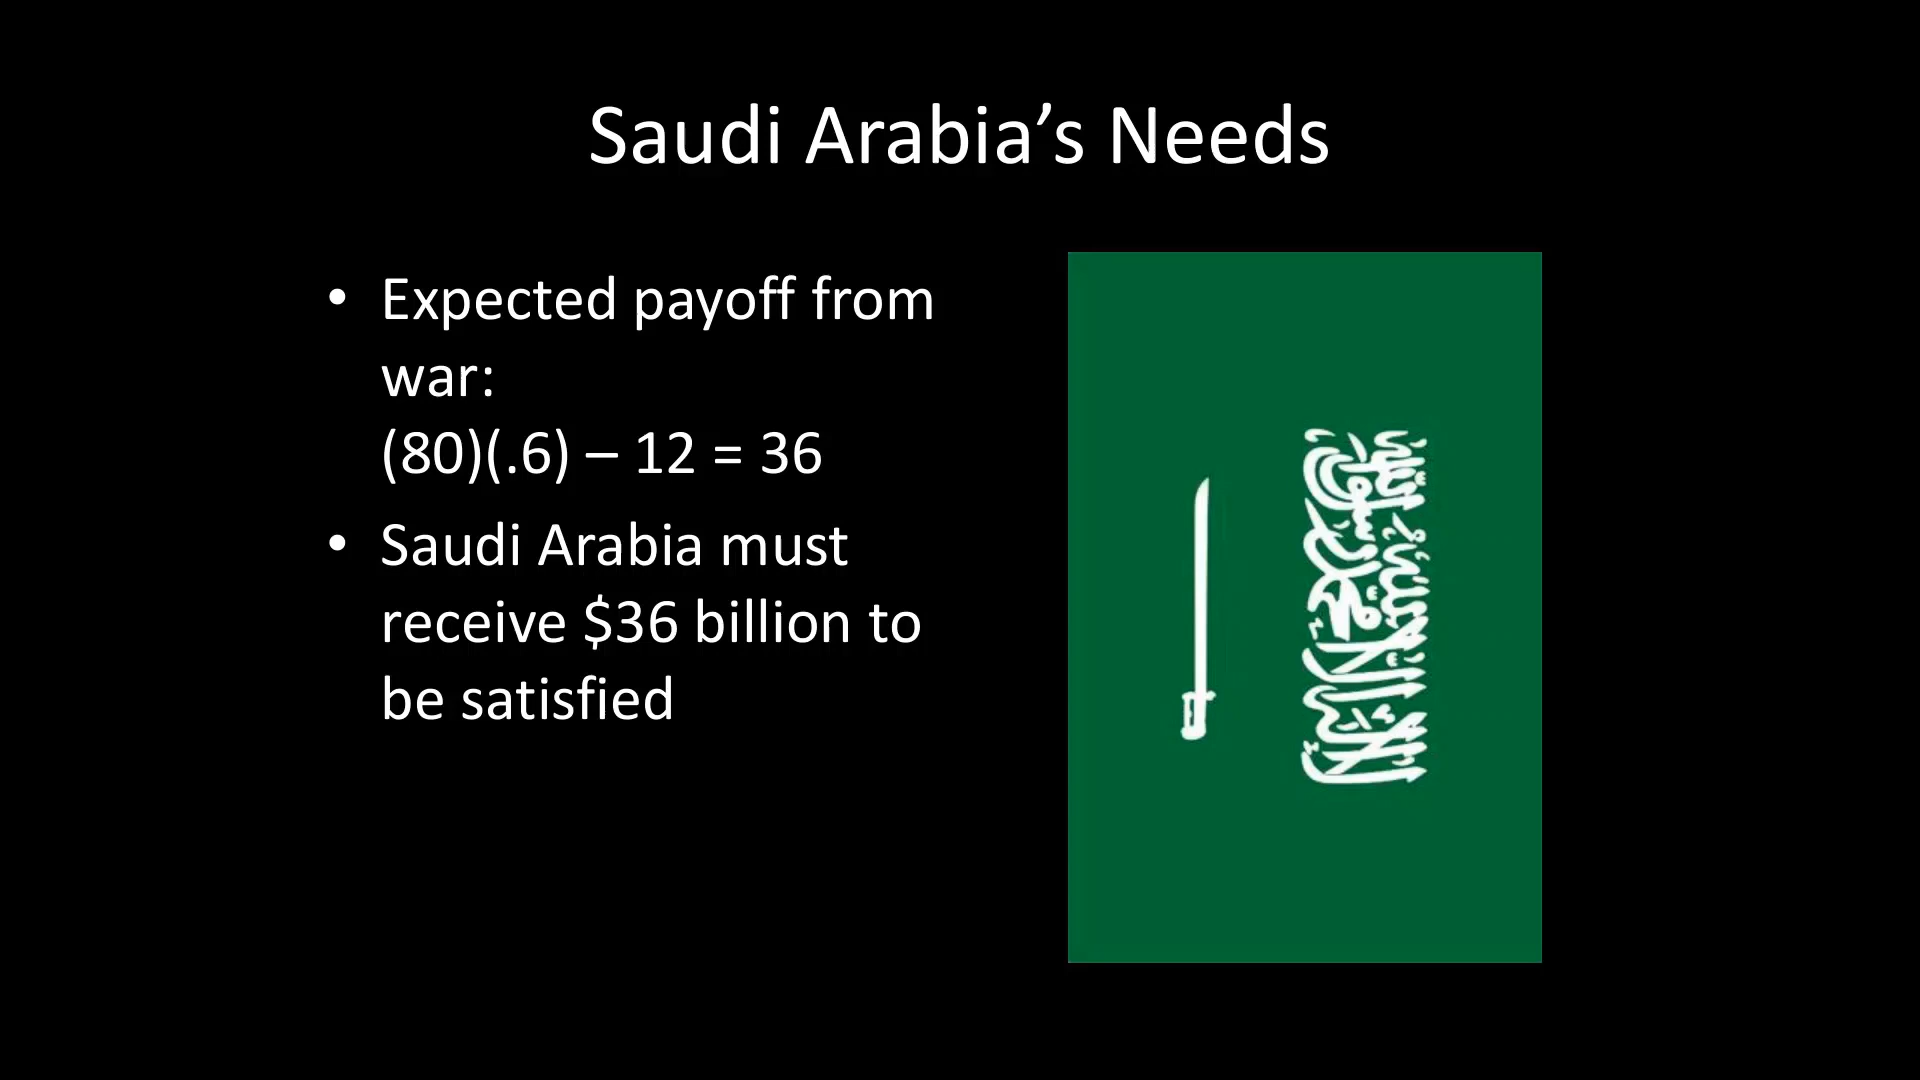 Saudi Arabia’s Needs
• Expected payoff from
war:
(80)(.6) – 12 = 36
• Saudi Arabia must
receive $36 billion to
be satisfied
لا إله إلا الله محمد رسول الله